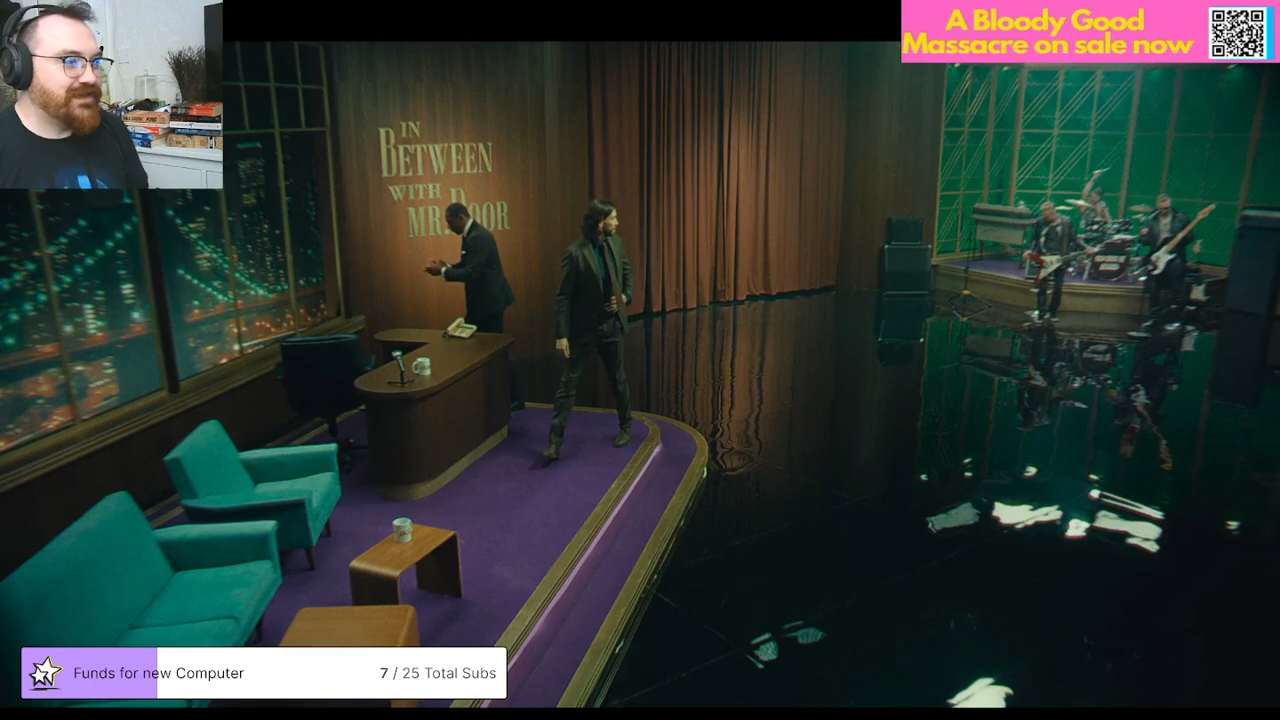 A Bloody Good
Massacre on sale now
IN
BETWEEN
WITH
MR. DOOR
7
Funds for new Computer
7 / 25 Total Subs